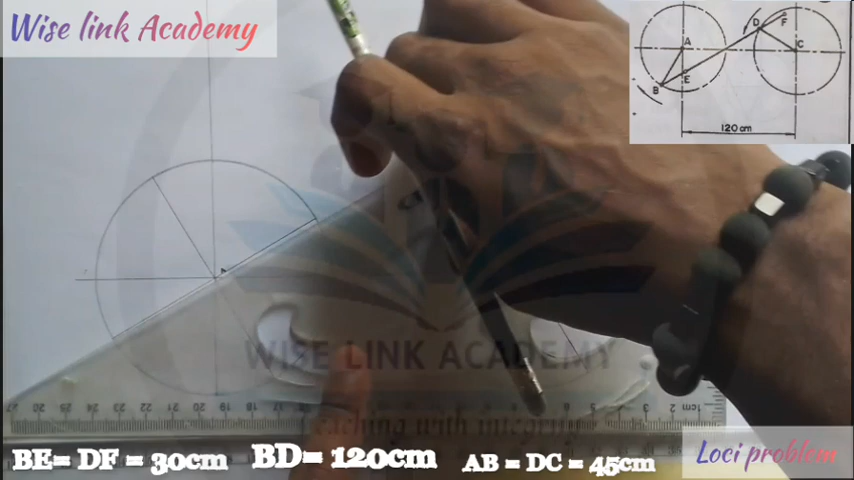 Wise link Academy
A
B
C
D
E
F
120 cm
A
WISE LINK ACADEMY
teaching with integrity
BE= DF = 30cm BD= 120cm AB = DC = 45cm
Loci problem